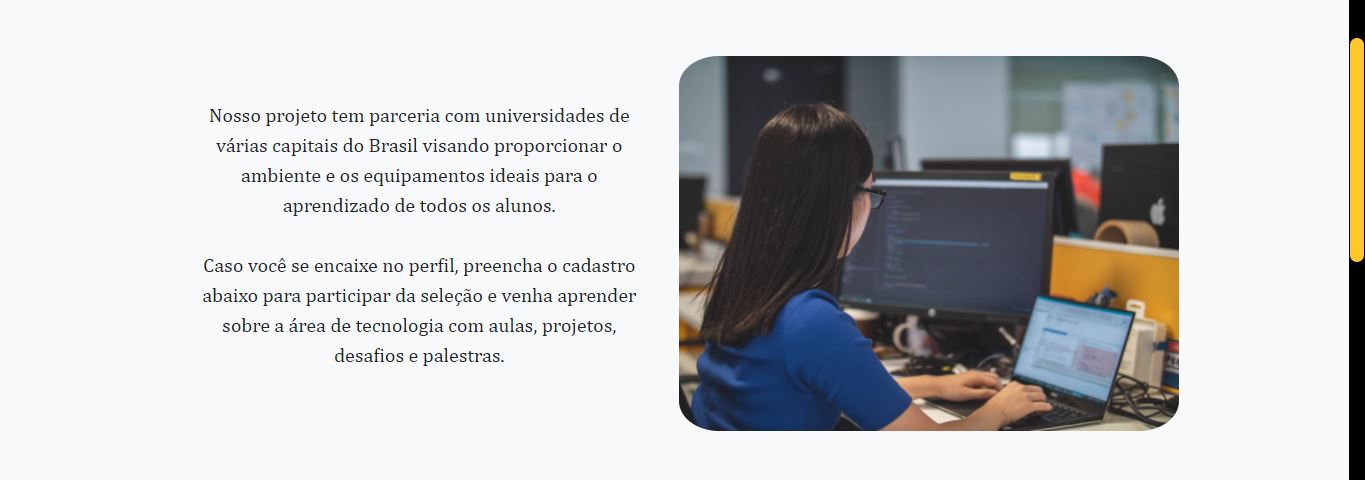 Nosso projeto tem parceria com universidades de
várias capitais do Brasil visando proporcionar o
ambiente e os equipamentos ideais para o
aprendizado de todos os alunos.
Caso você se encaixe no perfil, preencha o cadastro
abaixo para participar da seleção e venha aprender
sobre a área de tecnologia com aulas, projetos,
desafios e palestras.